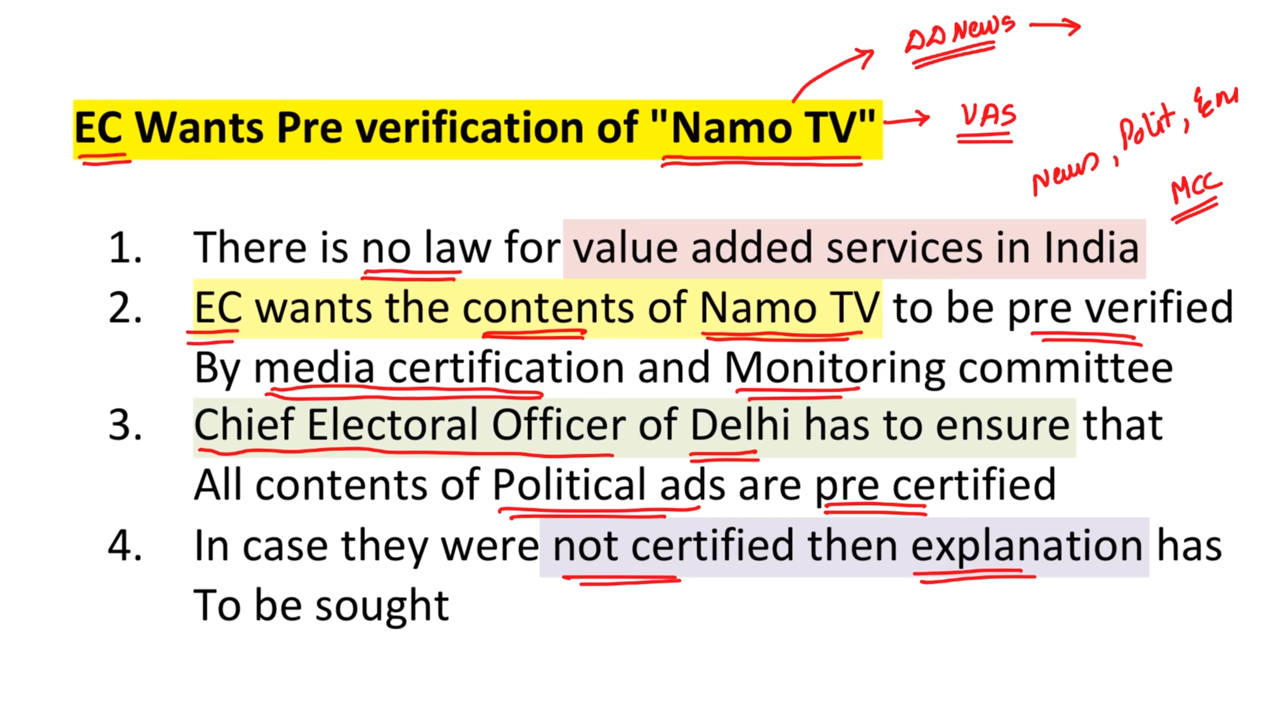 DD News
EC Wants Pre verification of "Namo TV"
VAS
News, Polit, Ent
MCC
1. There is no law for value added services in India
2. EC wants the contents of Namo TV to be pre verified
By media certification and Monitoring committee
3. Chief Electoral Officer of Delhi has to ensure that
All contents of Political ads are pre certified
4. In case they were not certified then explanation has
To be sought